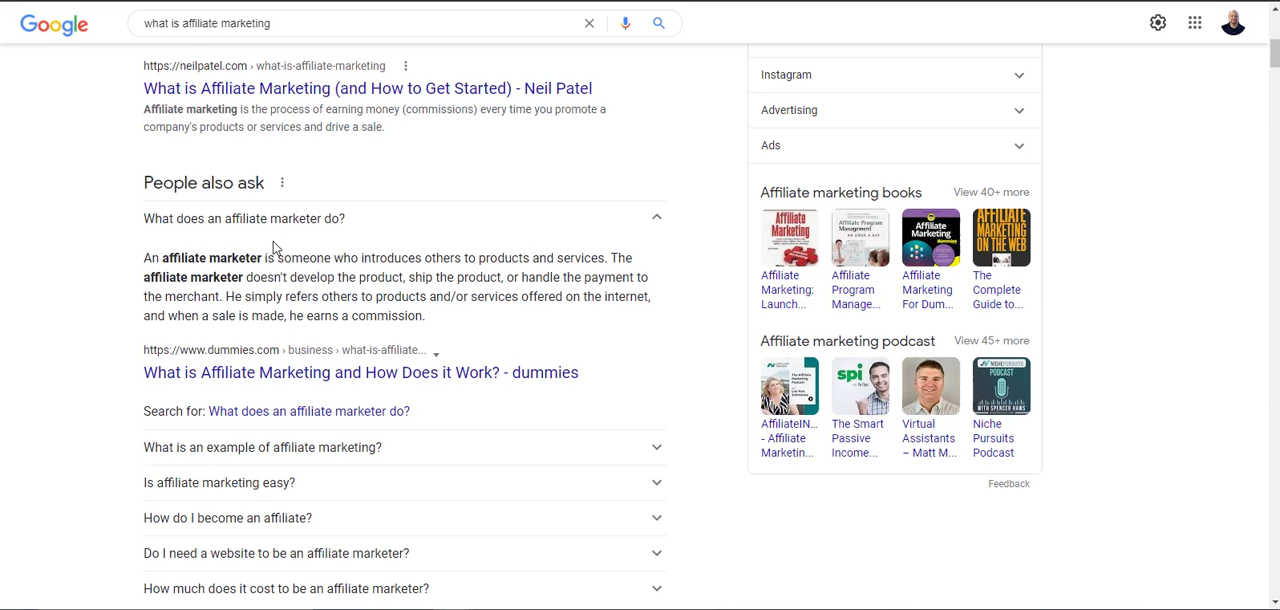 Google
what is affiliate marketing
https://neilpatel.com › what-is-affiliate-marketing
What is Affiliate Marketing (and How to Get Started) - Neil Patel
Affiliate marketing is the process of earning money (commissions) every time you promote a
company's products or services and drive a sale.
People also ask
What does an affiliate marketer do?
An affiliate marketer is someone who introduces others to products and services. The
affiliate marketer doesn't develop the product, ship the product, or handle the payment to
the merchant. He simply refers others to products and/or services offered on the internet,
and when a sale is made, he earns a commission.
https://www.dummies.com › business › what-is-affiliate...
What is Affiliate Marketing and How Does it Work? - dummies
Search for: What does an affiliate marketer do?
What is an example of affiliate marketing?
Is affiliate marketing easy?
How do I become an affiliate?
Do I need a website to be an affiliate marketer?
How much does it cost to be an affiliate marketer?
Instagram
Advertising
Ads
Affiliate marketing books View 40+ more
Affiliate
Marketing:
Launch...
Affiliate
Program
Manage...
Affiliate
Marketing
For Dum...
The
Complete
Guide to...
Affiliate marketing podcast View 45+ more
AffiliateIN...
- Affiliate
Marketin...
The Smart
Passive
Income...
Virtual
Assistants
– Matt M...
Niche
Pursuits
Podcast
Feedback